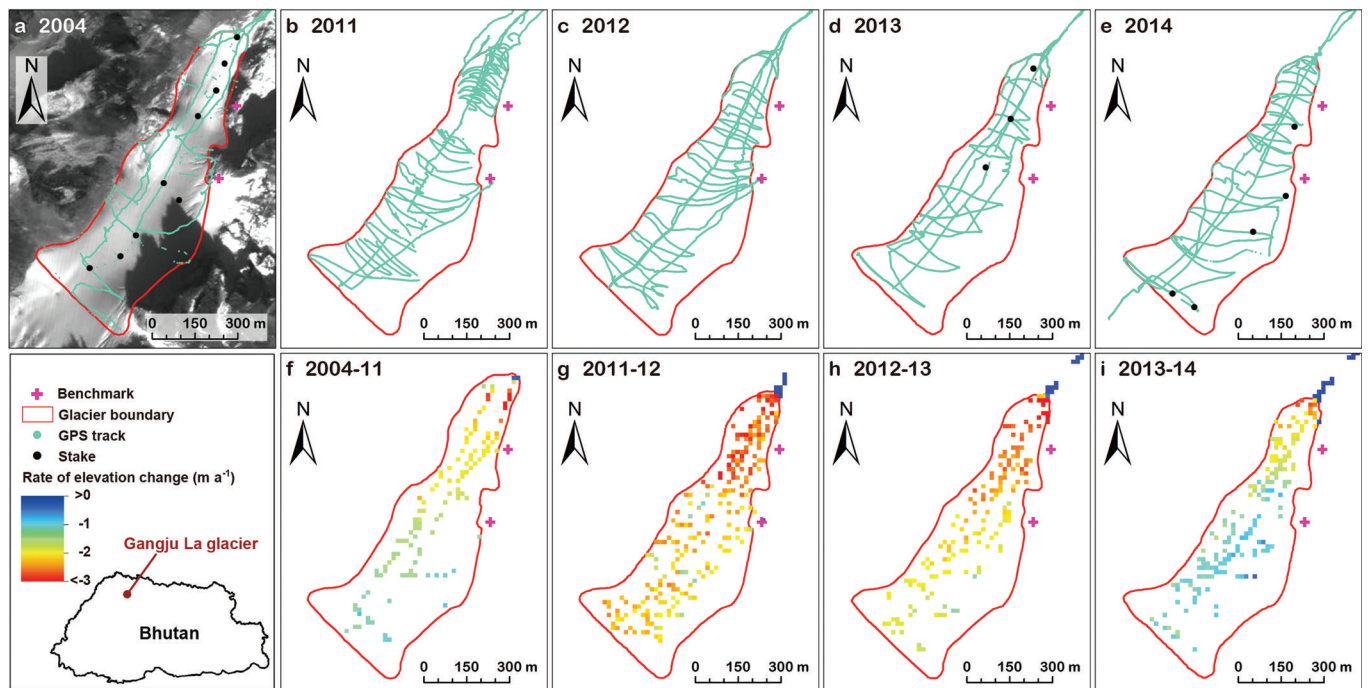 a 2004
N
0 150 300 m
b 2011
N
0 150 300 m
c 2012
N
0 150 300 m
d 2013
N
0 150 300 m
e 2014
N
0 150 300 m
Benchmark
Glacier boundary
GPS track
Stake
Rate of elevation change (m a⁻¹)
>0
-1
-2
<-3
Gangju La glacier
Bhutan
f 2004-11
N
0 150 300 m
g 2011-12
N
0 150 300 m
h 2012-13
N
0 150 300 m
i 2013-14
N
0 150 300 m